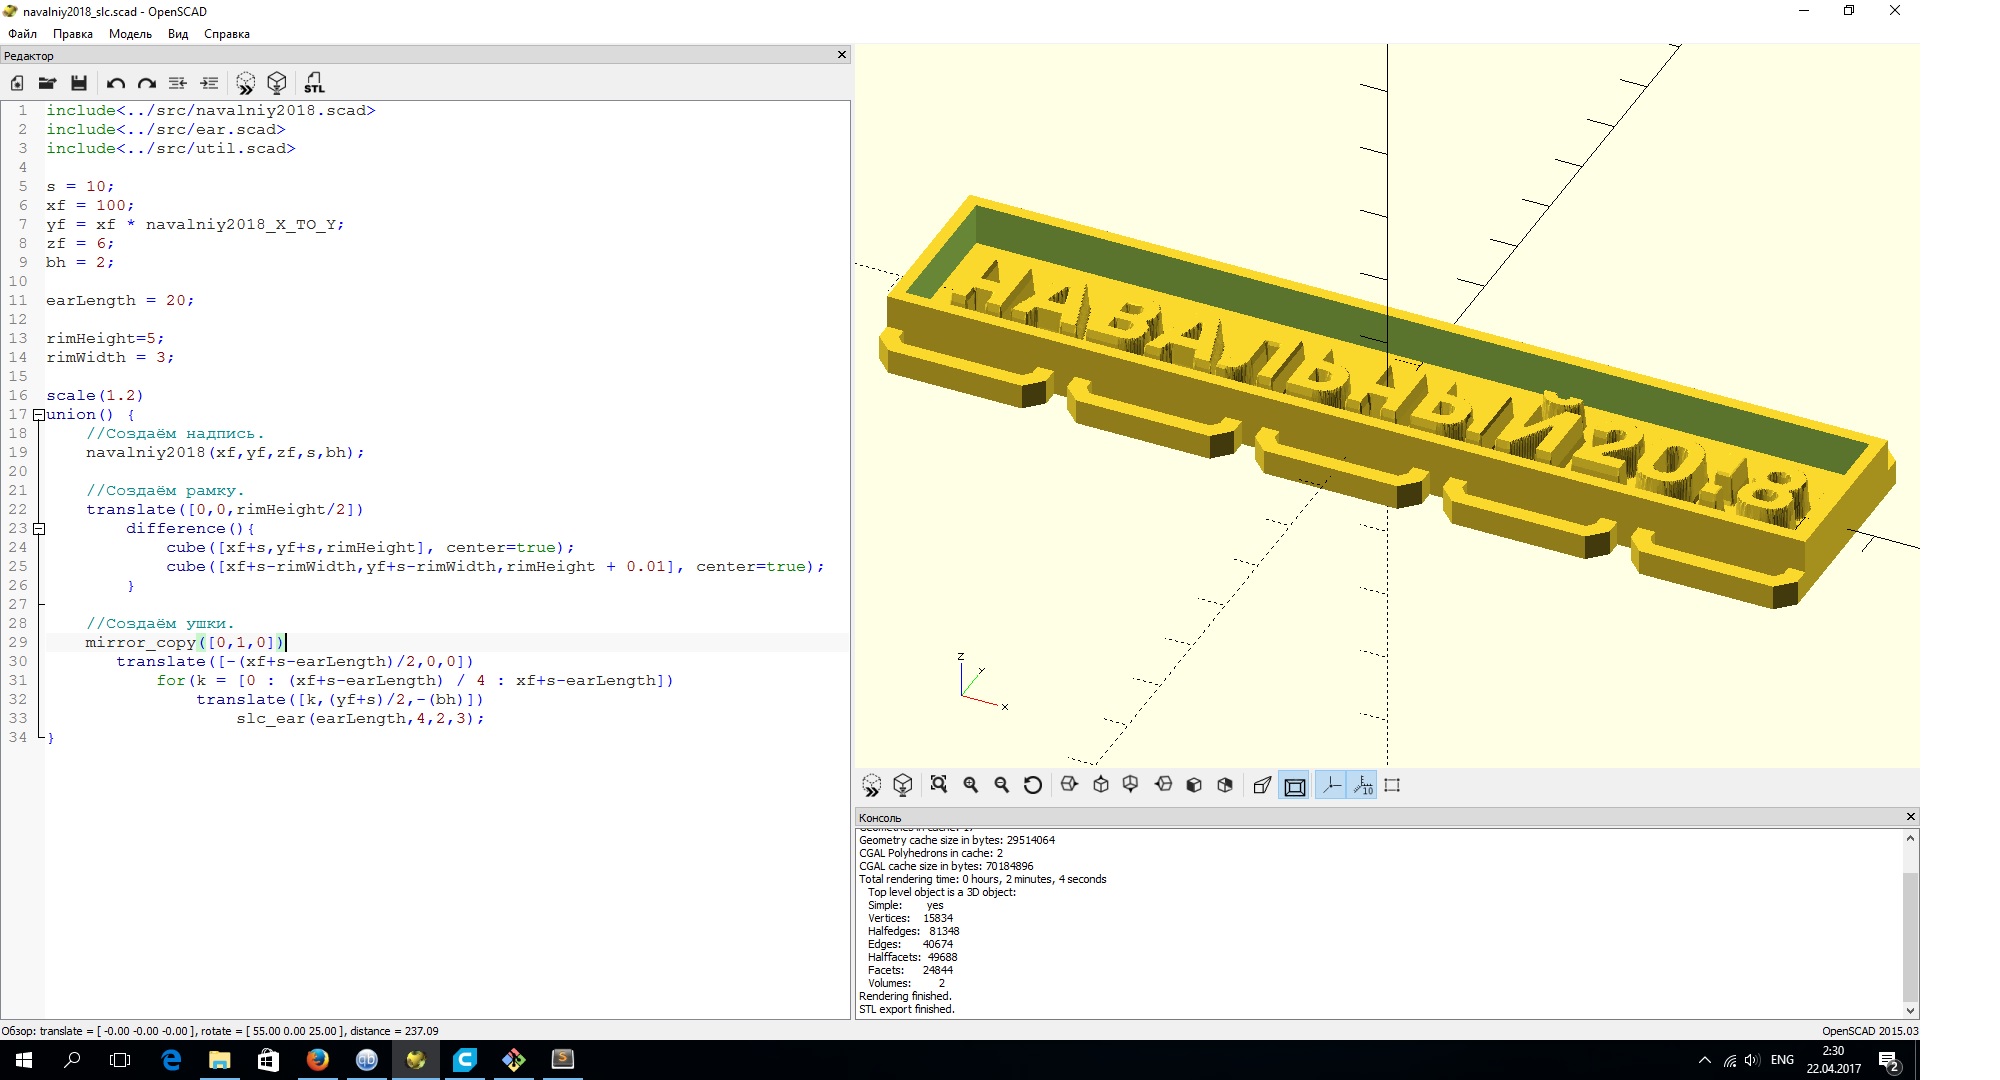 navalniy2018_slc.scad - OpenSCAD
Файл Правка Модель Вид Справка
Редактор
STL
1 include<../src/navalniy2018.scad>
2 include<../src/ear.scad>
3 include<../src/util.scad>
4
5 s = 10;
6 xf = 100;
7 yf = xf * navalniy2018_X_TO_Y;
8 zf = 6;
9 bh = 2;
10
11 earLength = 20;
12
13 rimHeight=5;
14 rimWidth = 3;
15
16 scale(1.2)
17 union() {
18 //Создаём надпись.
19 navalniy2018(xf,yf,zf,s,bh);
20
21 //Создаём рамку.
22 translate([0,0,rimHeight/2])
23 difference(){
24 cube([xf+s,yf+s,rimHeight], center=true);
25 cube([xf+s-rimWidth,yf+s-rimWidth,rimHeight + 0.01], center=true);
26 }
27
28 //Создаём ушки.
29 mirror_copy([0,1,0])
30 translate([-(xf+s-earLength)/2,0,0])
31 for(k = [0 : (xf+s-earLength) / 4 : xf+s-earLength])
32 translate([k,(yf+s)/2,-(bh)])
33 slc_ear(earLength,4,2,3);
34 }
НАВАЛЬНЫЙ20!8
z
y
x
10
Консоль
Geometries in cache: 17
Geometry cache size in bytes: 29514064
CGAL Polyhedrons in cache: 2
CGAL cache size in bytes: 70184896
Total rendering time: 0 hours, 2 minutes, 4 seconds
Top level object is a 3D object:
Simple: yes
Vertices: 15834
Halfedges: 81348
Edges: 40674
Halffacets: 49688
Facets: 24844
Volumes: 2
Rendering finished.
STL export finished.
Обзор: translate = [ -0.00 -0.00 -0.00 ], rotate = [ 55.00 0.00 25.00 ], distance = 237.09
OpenSCAD 2015.03
qb
ENG
2:30
22.04.2017
2